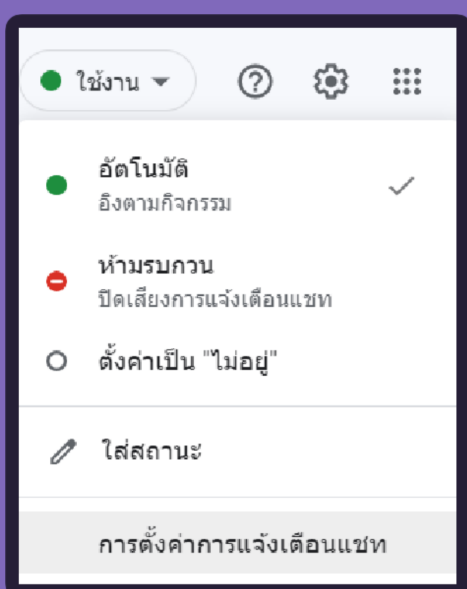 ใช้งาน
อัตโนมัติ
อิงตามกิจกรรม
ห้ามรบกวน
ปิดเสียงการแจ้งเตือนแชท
ตั้งค่าเป็น "ไม่อยู่"
ใส่สถานะ
การตั้งค่าการแจ้งเตือนแชท